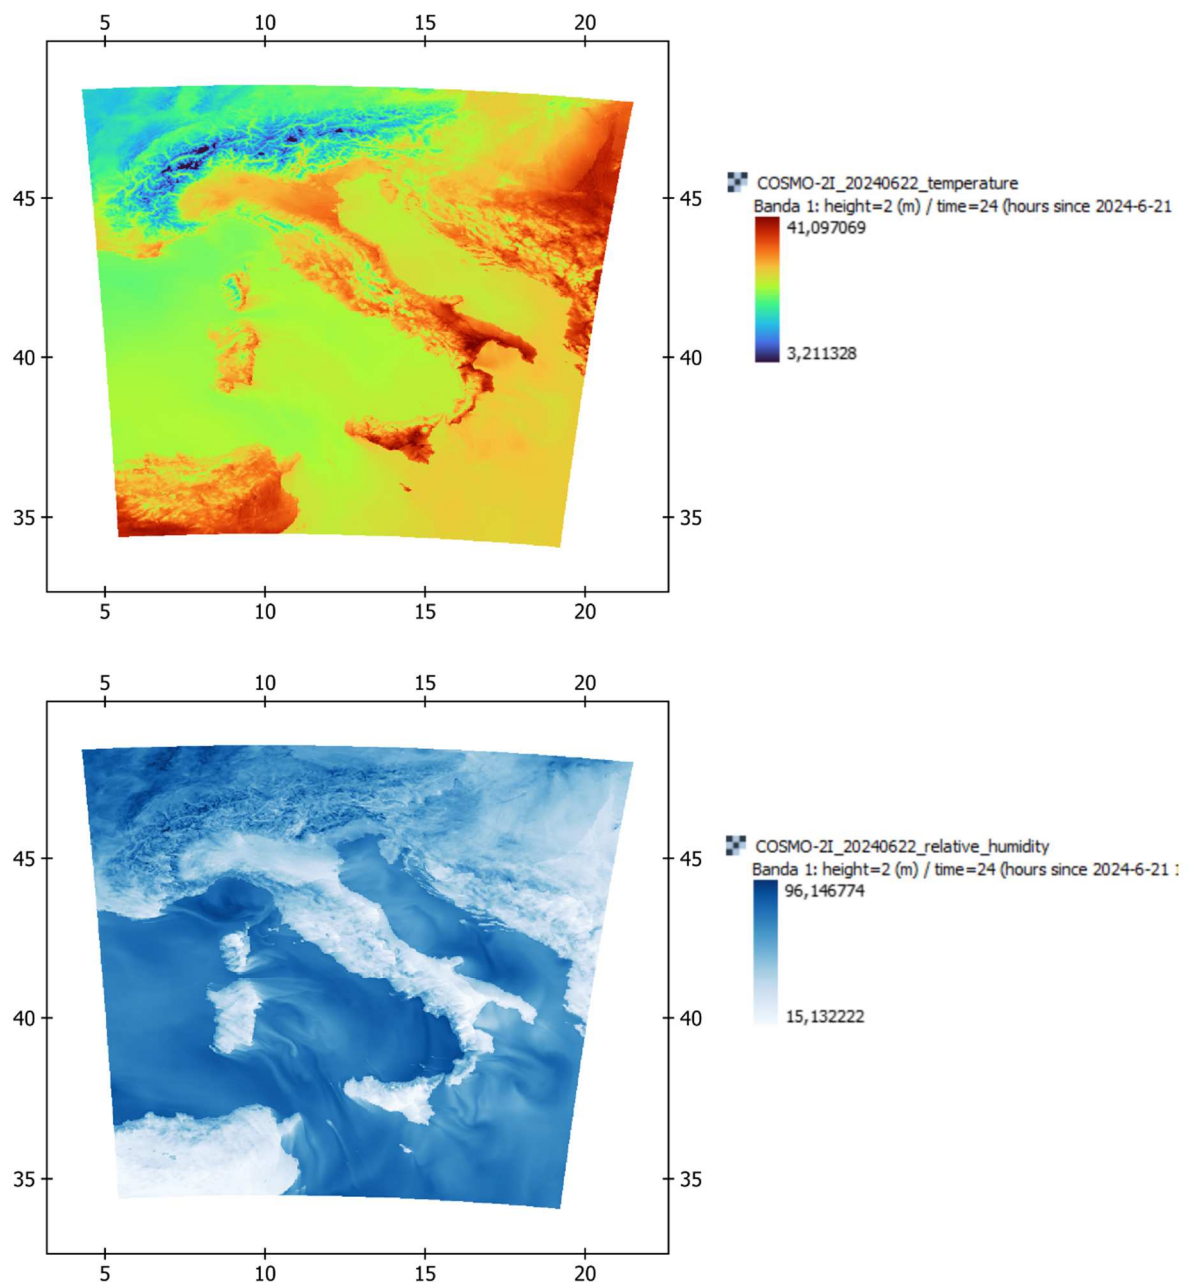 5 10 15 20
45 45
40 40
35 35
5 10 15 20
COSMO-2I_20240622_temperature
Banda 1: height=2 (m) / time=24 (hours since 2024-6-21
41,097069
3,211328
5 10 15 20
45 45
40 40
35 35
5 10 15 20
COSMO-2I_20240622_relative_humidity
Banda 1: height=2 (m) / time=24 (hours since 2024-6-21 1
96,146774
15,132222